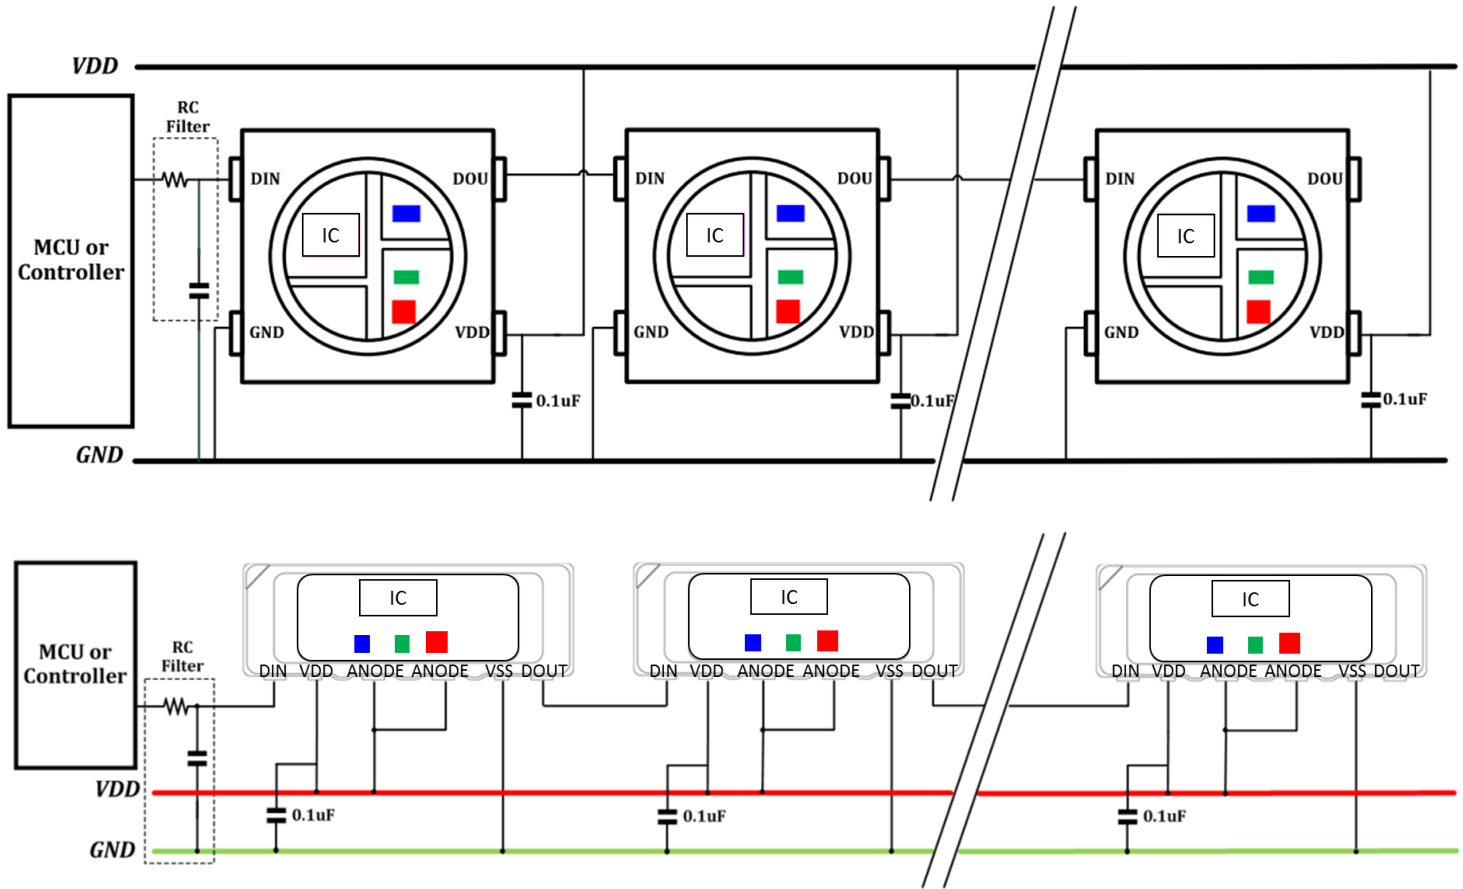 VDD
RC
Filter
MCU or
Controller
DIN
DOU
IC
GND
VDD
0.1uF
DIN
DOU
IC
GND
VDD
0.1uF
DIN
DOU
IC
GND
VDD
0.1uF
GND
MCU or
Controller
RC
Filter
IC
DIN VDD ANODE ANODE VSS DOUT
IC
DIN VDD ANODE ANODE VSS DOUT
IC
DIN VDD ANODE ANODE VSS DOUT
VDD
0.1uF
0.1uF
0.1uF
GND